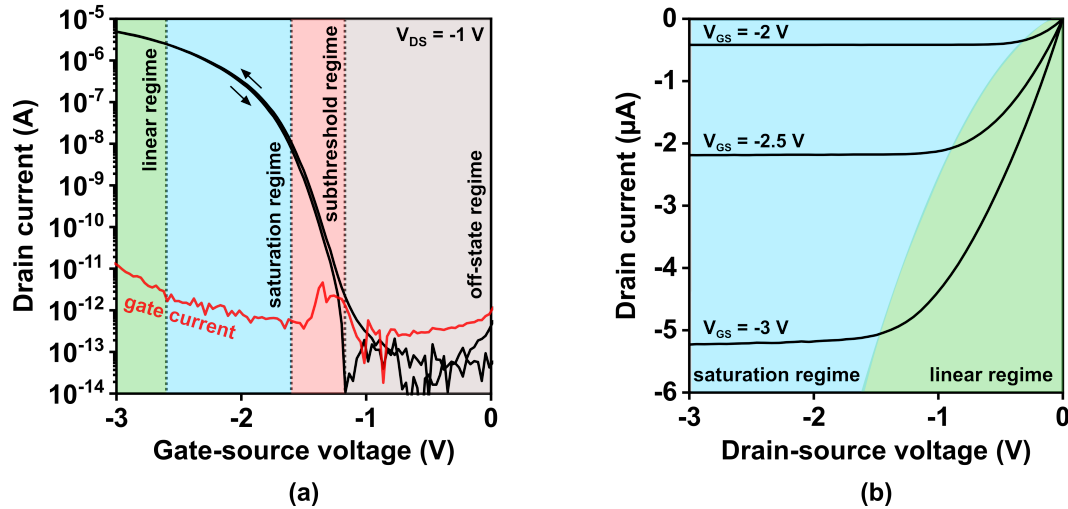 10⁻⁵
10⁻⁶
10⁻⁷
10⁻⁸
10⁻⁹
10⁻¹⁰
10⁻¹¹
10⁻¹²
10⁻¹³
10⁻¹⁴
Drain current (A)
V_DS = -1 V
linear regime
saturation regime
subthreshold regime
off-state regime
gate current
-3 -2 -1 0
Gate-source voltage (V)
(a)
0
-1
-2
-3
-4
-5
-6
Drain current (µA)
V_GS = -2 V
V_GS = -2.5 V
V_GS = -3 V
saturation regime linear regime
-3 -2 -1 0
Drain-source voltage (V)
(b)